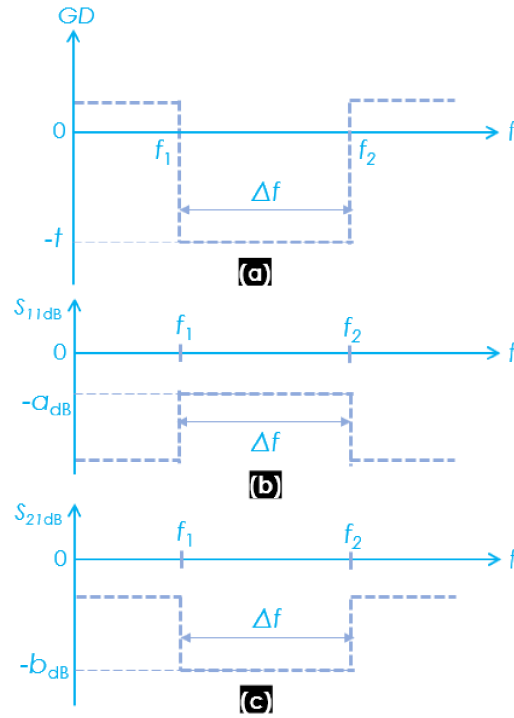 GD
0
f1
f2
f
Δf
-t
(a)
S11dB
f1
f2
0
f
-adB
Δf
(b)
S21dB
f1
f2
0
f
Δf
-bdB
(c)